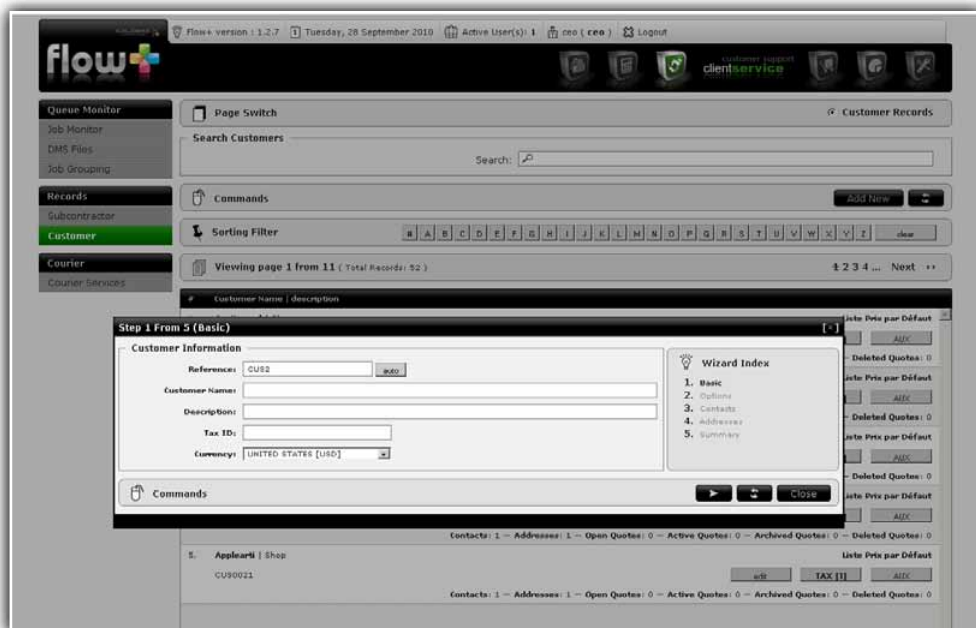 Flow+ version : 1.2.7 Tuesday, 28 September 2010 Active User(s): 1 ceo ( ceo ) Logout
flow+
customer support
clientservice
Queue Monitor
Job Monitor
DMS Files
Job Grouping
Records
Subcontractor
Customer
Courier
Courier Services
Page Switch Customer Records
Search Customers
Search:
Commands Add New
Sorting Filter # A B C D E F G H I J K L M N O P Q R S T U V W X Y Z clear
Viewing page 1 from 11 ( Total Records: 52 ) 1 2 3 4 ... Next
# Customer Name | description
Liste Prix par Défaut
AUX
- Deleted Quotes: 0
Liste Prix par Défaut
AUX
- Deleted Quotes: 0
Liste Prix par Défaut
AUX
- Deleted Quotes: 0
Liste Prix par Défaut
AUX
Step 1 From 5 (Basic) [×]
Customer Information
Reference: CUS2 auto
Customer Name:
Description:
Tax ID:
Currency: UNITED STATES [USD]
Wizard Index
1. Basic
2. Options
3. Contacts
4. Addresses
5. Summary
Commands Close
Contacts: 1 — Addresses: 1 — Open Quotes: 0 — Active Quotes: 0 — Archived Quotes: 0 — Deleted Quotes: 0
5. Applearti | Shop Liste Prix par Défaut
CUS0021 edit TAX [1] AUX
Contacts: 1 — Addresses: 1 — Open Quotes: 0 — Active Quotes: 0 — Archived Quotes: 0 — Deleted Quotes: 0